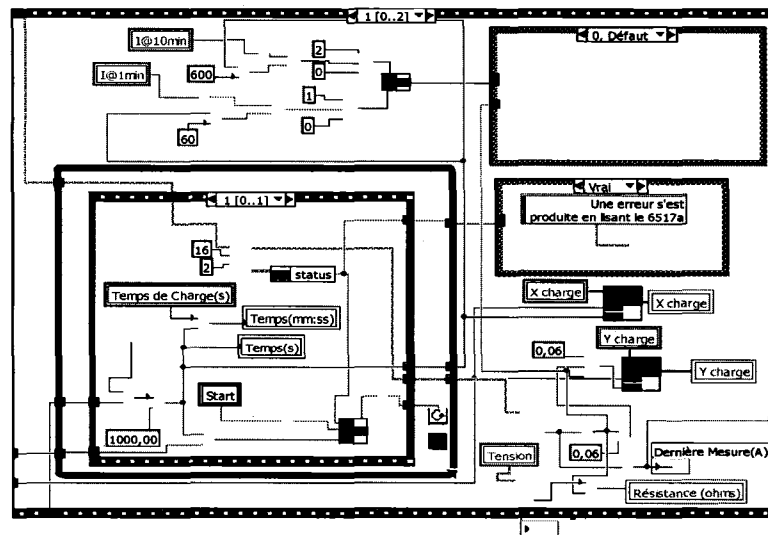 1 [0..2]
I@10min
2
0, Défaut
I@1min
600
0
1
60
0
1 [0..1]
Vrai
Une erreur s'est
produite en lisant le 6517a
16
2
status
Temps de Charge(s)
X charge
X charge
Temps(mm:ss)
Y charge
Temps(s)
0,06
Y charge
Start
1000,00
Tension
0,06
Dernière Mesure(A)
Résistance (ohms)